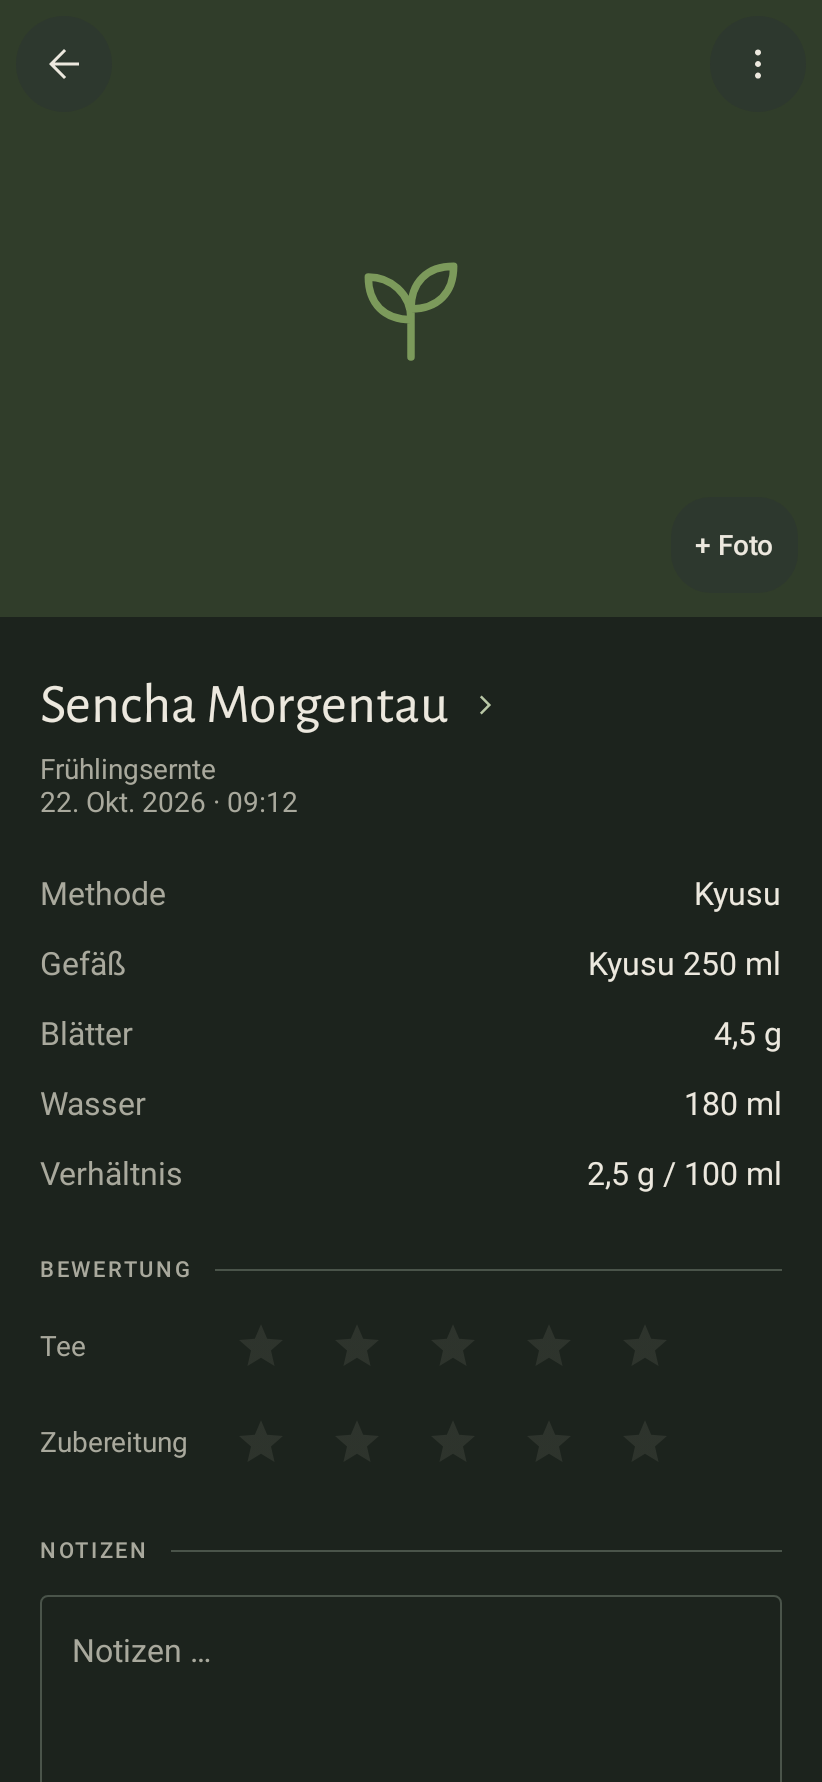 + Foto
Sencha Morgentau
Frühlingsernte
22. Okt. 2026 · 09:12
Methode Kyusu
Gefäß Kyusu 250 ml
Blätter 4,5 g
Wasser 180 ml
Verhältnis 2,5 g / 100 ml
BEWERTUNG
Tee
Zubereitung
NOTIZEN
Notizen ...